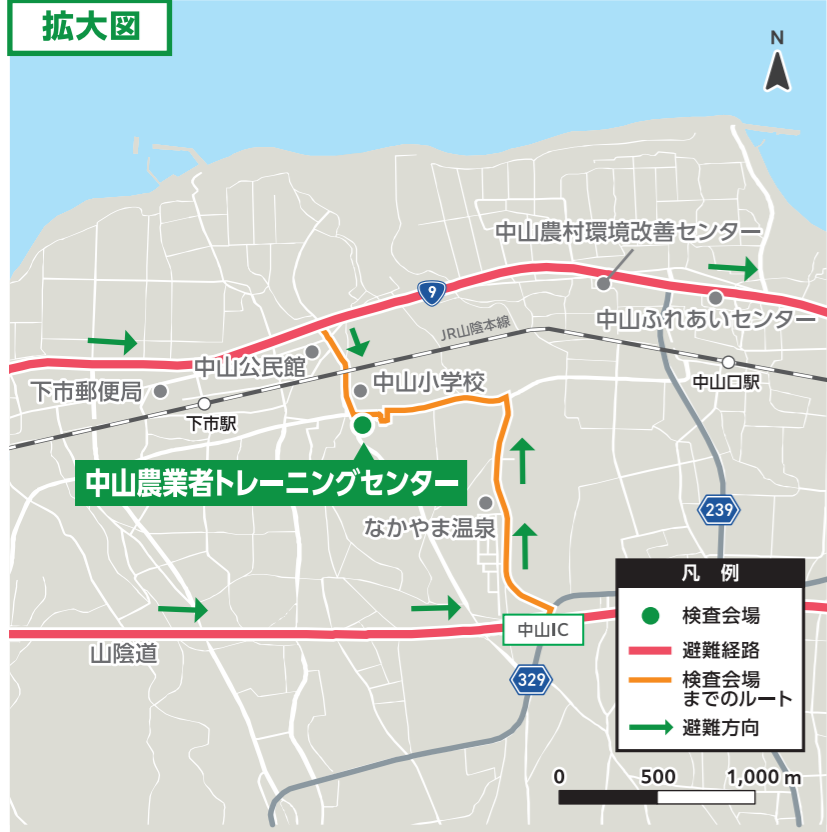 拡大図
N
中山農村環境改善センター
9
中山ふれあいセンター
JR山陰本線
中山公民館
中山小学校
中山口駅
下市郵便局
下市駅
中山農業者トレーニングセンター
239
なかやま温泉
凡 例
検査会場
避難経路
検査会場
までのルート
避難方向
中山IC
山陰道
329
0 500 1,000 m